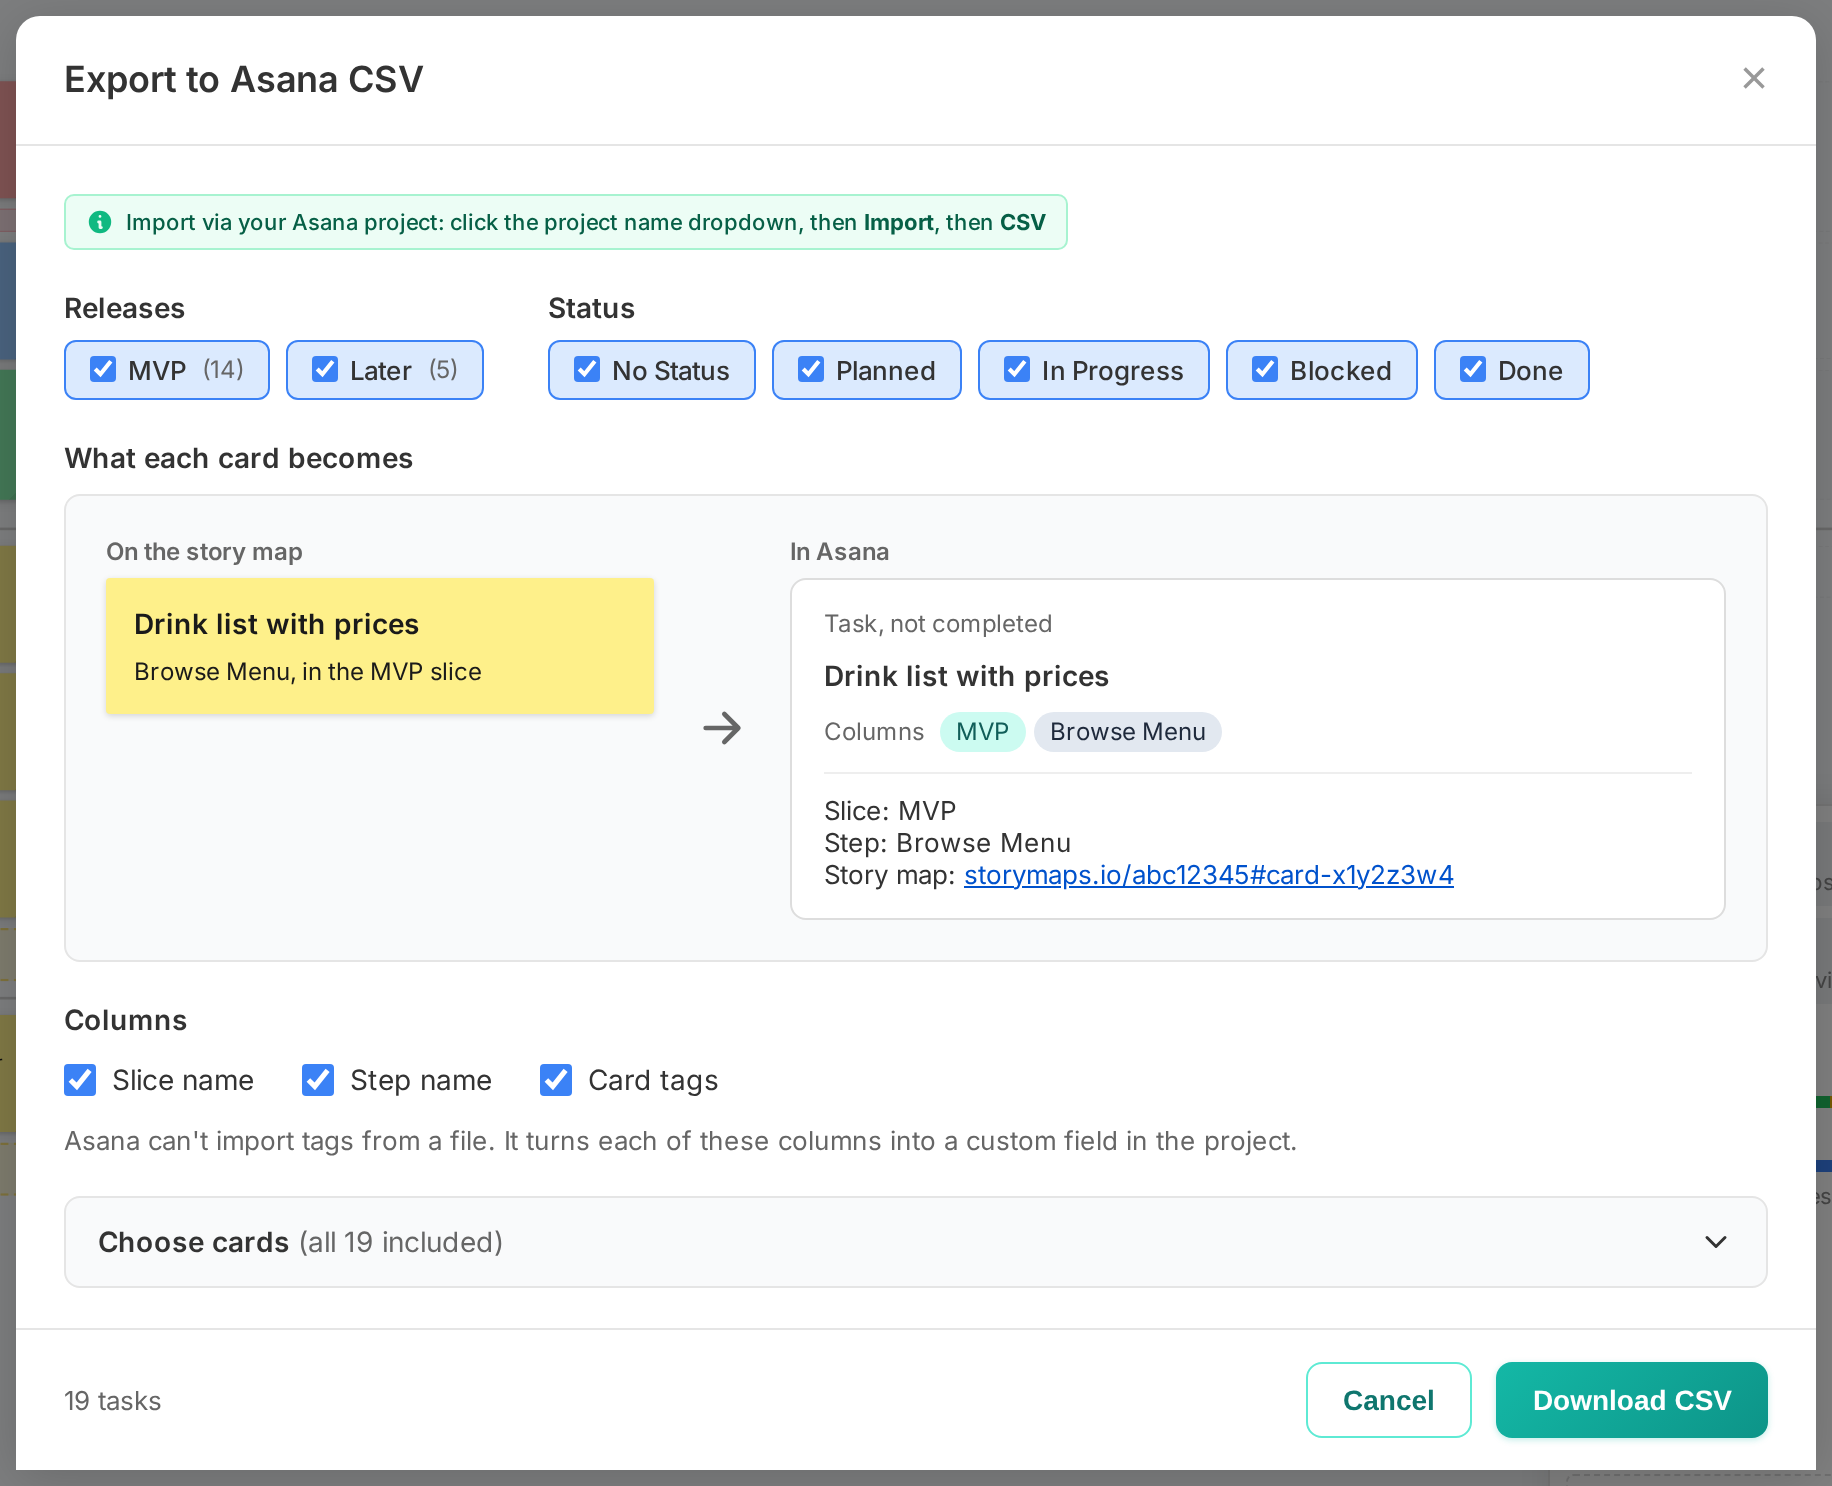 Export to Asana CSV
Import via your Asana project: click the project name dropdown, then Import, then CSV
Releases
MVP (14)
Later (5)
Status
No Status
Planned
In Progress
Blocked
Done
What each card becomes
On the story map
Drink list with prices
Browse Menu, in the MVP slice
In Asana
Task, not completed
Drink list with prices
Columns MVP Browse Menu
Slice: MVP
Step: Browse Menu
Story map: storymaps.io/abc12345#card-x1y2z3w4
Columns
Slice name
Step name
Card tags
Asana can't import tags from a file. It turns each of these columns into a custom field in the project.
Choose cards (all 19 included)
19 tasks
Cancel
Download CSV